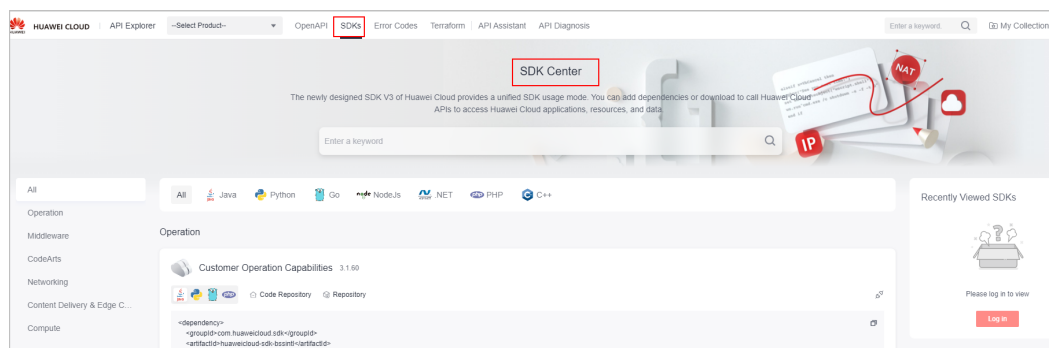 HUAWEI
HUAWEI CLOUD API Explorer --Select Product-- OpenAPI SDKs Error Codes Terraform API Assistant API Diagnosis Enter a keyword. My Collection
SDK Center
The newly designed SDK V3 of Huawei Cloud provides a unified SDK usage mode. You can add dependencies or download to call Huawei Cloud
APIs to access Huawei Cloud applications, resources, and data.
Enter a keyword
NAT
IP
All
Operation
Middleware
CodeArts
Networking
Content Delivery & Edge C...
Compute
All Java Python Go NodeJs .NET PHP C++
Operation
Customer Operation Capabilities 3.1.60
Code Repository Repository
<dependency>
<groupId>com.huaweicloud.sdk</groupId>
<artifactId>huaweicloud-sdk-bssintl</artifactId>
Recently Viewed SDKs
Please log in to view
Log in